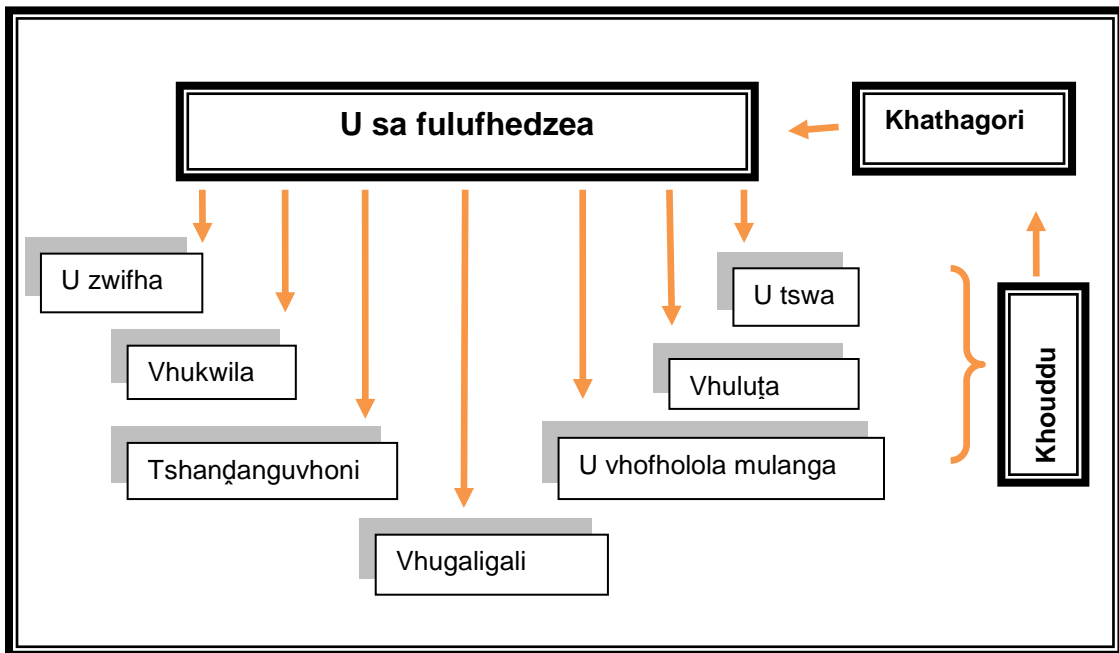 U sa fulufhedzea
Khathagori
U zwifha
U tswa
Vhukwila
Vhuluṱa
Tshanḓanguvhoni
U vhofholola mulanga
Vhugaligali
Khouddu